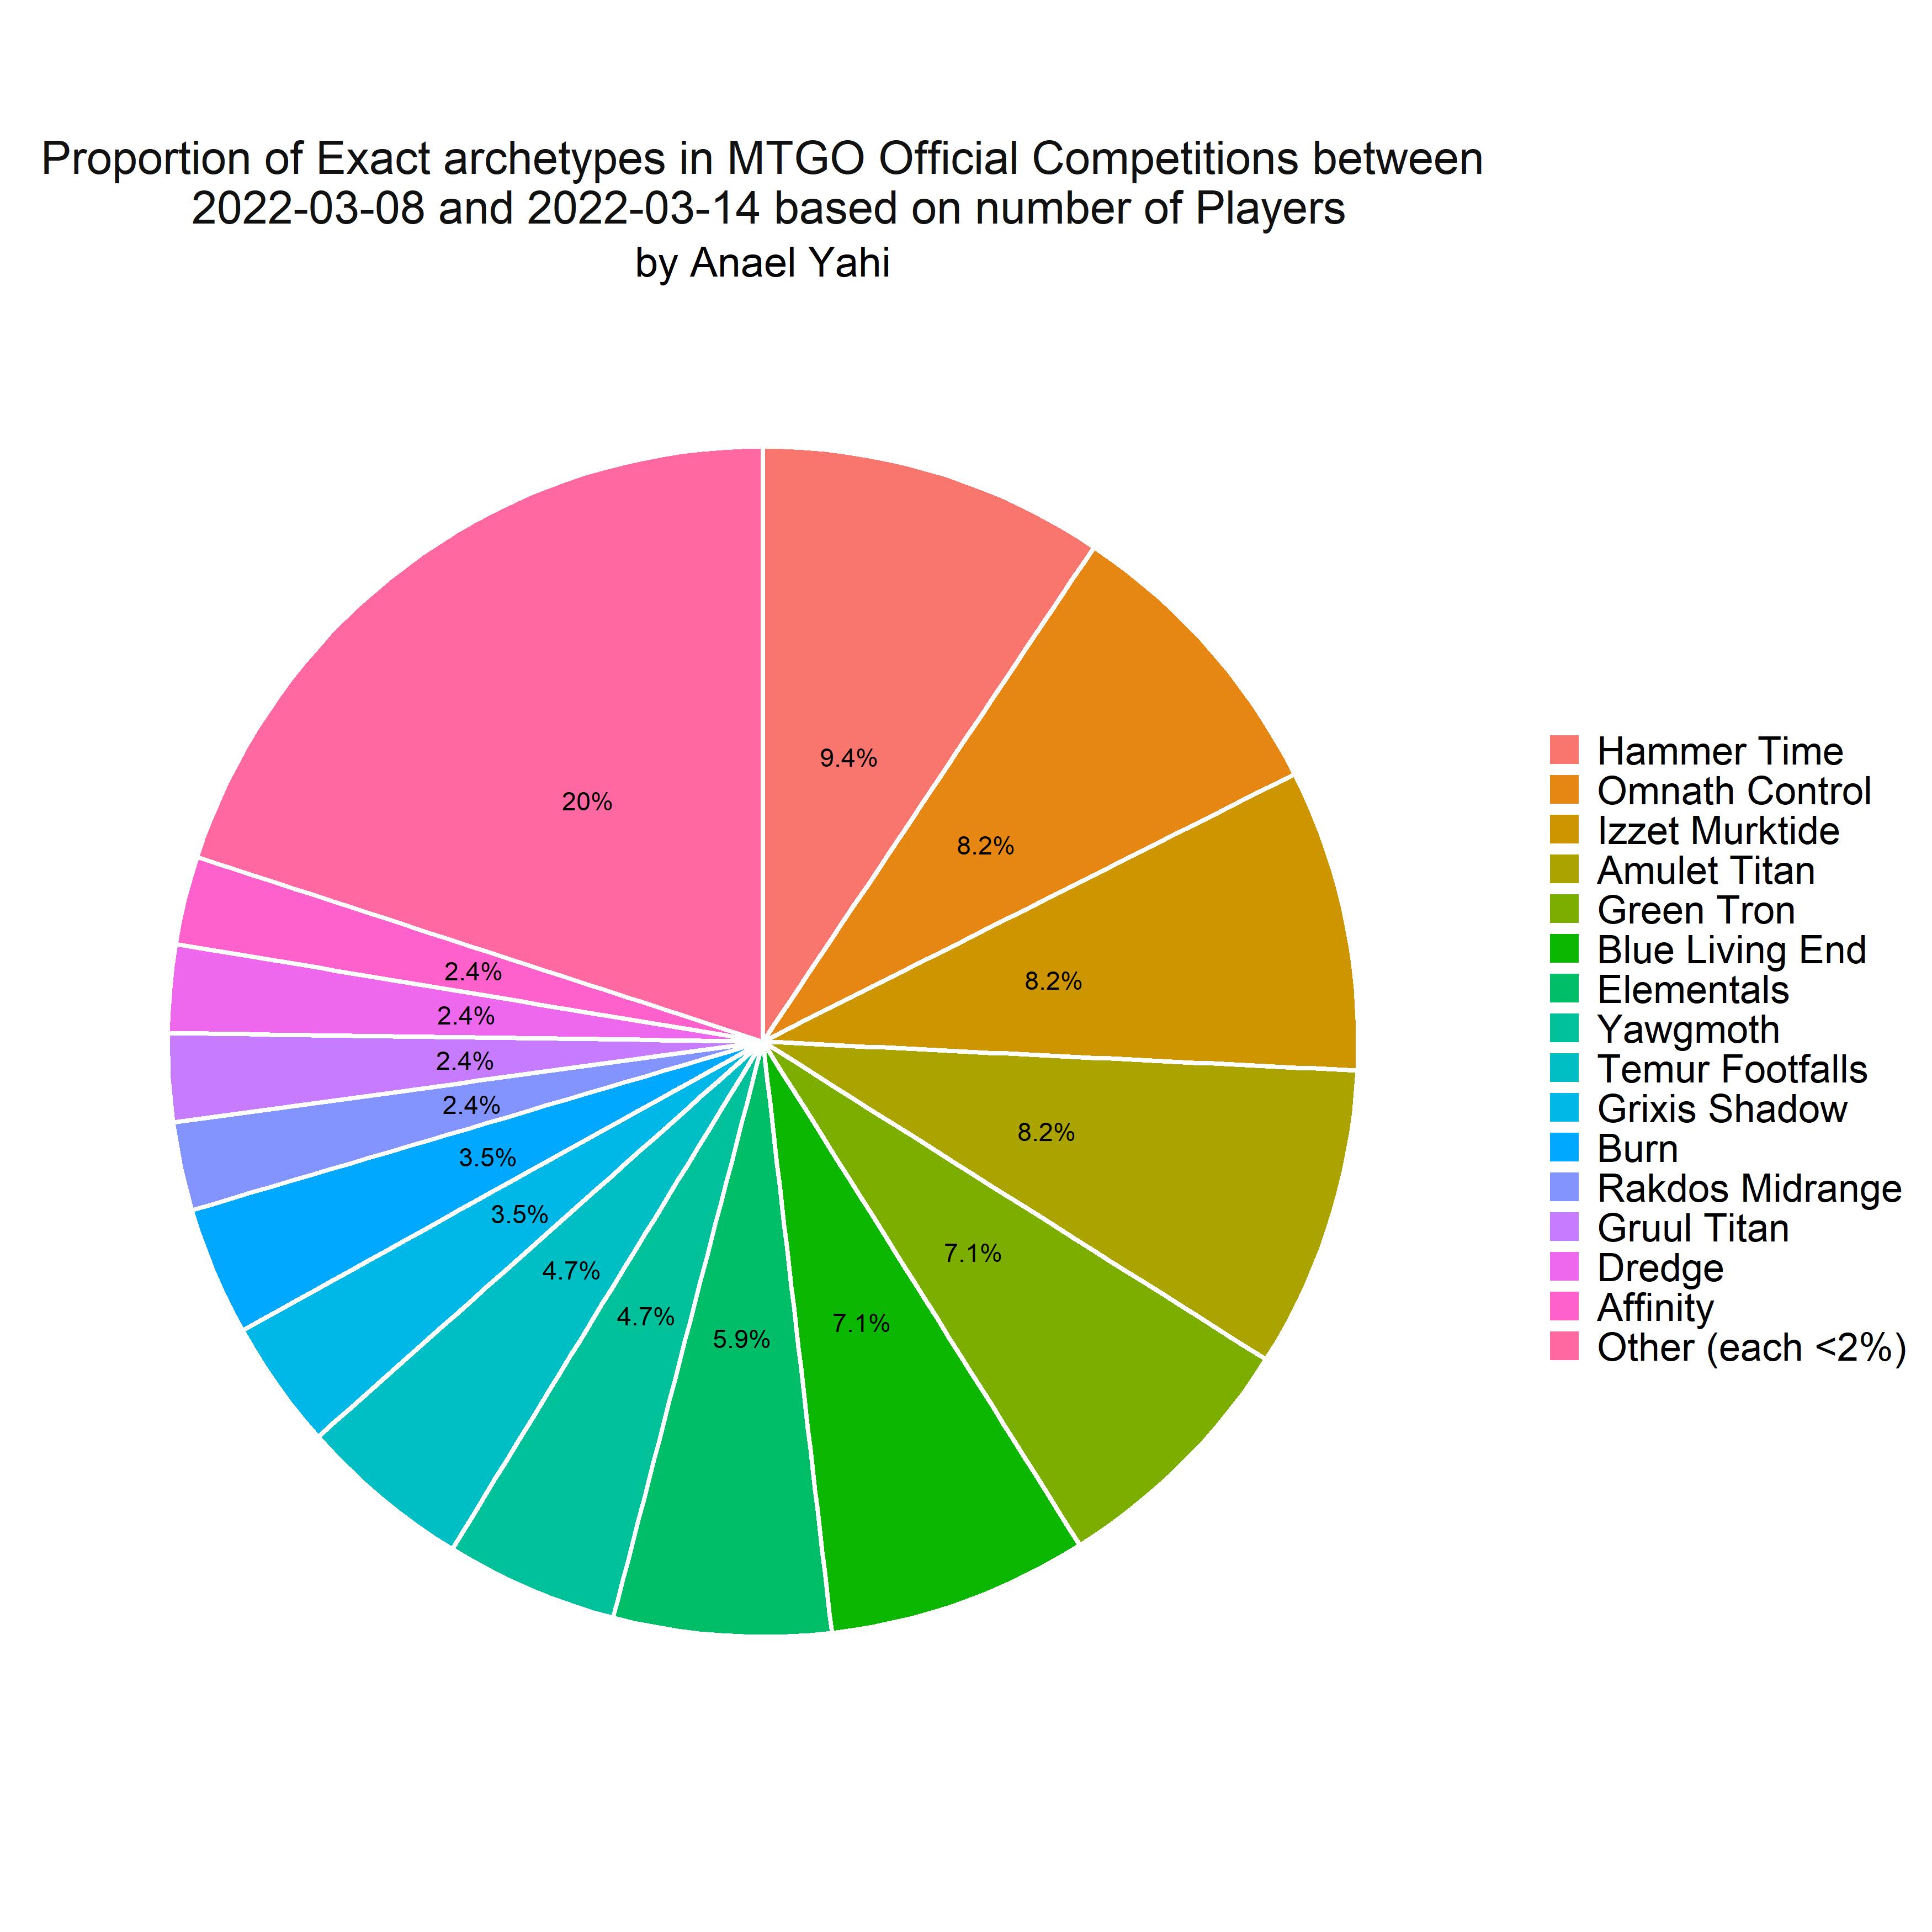 Proportion of Exact archetypes in MTGO Official Competitions between
2022-03-08 and 2022-03-14 based on number of Players
by Anael Yahi
9.4%
8.2%
8.2%
8.2%
7.1%
7.1%
5.9%
4.7%
4.7%
3.5%
3.5%
2.4%
2.4%
2.4%
2.4%
20%
Hammer Time
Omnath Control
Izzet Murktide
Amulet Titan
Green Tron
Blue Living End
Elementals
Yawgmoth
Temur Footfalls
Grixis Shadow
Burn
Rakdos Midrange
Gruul Titan
Dredge
Affinity
Other (each <2%)